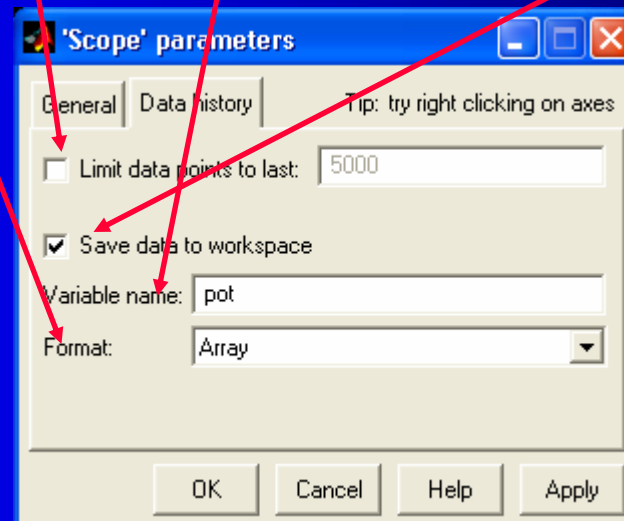 'Scope' parameters
General Data history Tip: try right clicking on axes
Limit data points to last: 5000
Save data to workspace
Variable name: pot
Format: Array
OK Cancel Help Apply